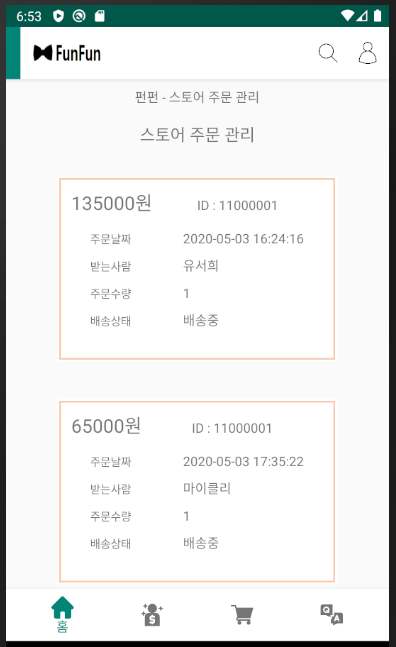 6:53
FunFun
펀펀 - 스토어 주문 관리
스토어 주문 관리
135000원 ID : 11000001
주문날짜 2020-05-03 16:24:16
받는사람 유서희
주문수량 1
배송상태 배송중
65000원 ID : 11000001
주문날짜 2020-05-03 17:35:22
받는사람 마이클리
주문수량 1
배송상태 배송중
$
Q A
홈